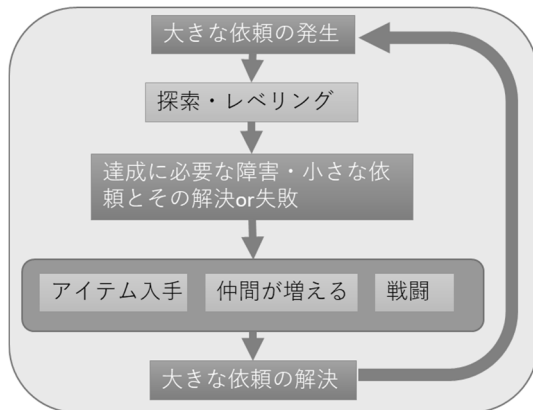 大きな依頼の発生
探索・レベリング
達成に必要な障害・小さな依
頼とその解決or失敗
アイテム入手
仲間が増える
戦闘
大きな依頼の解決